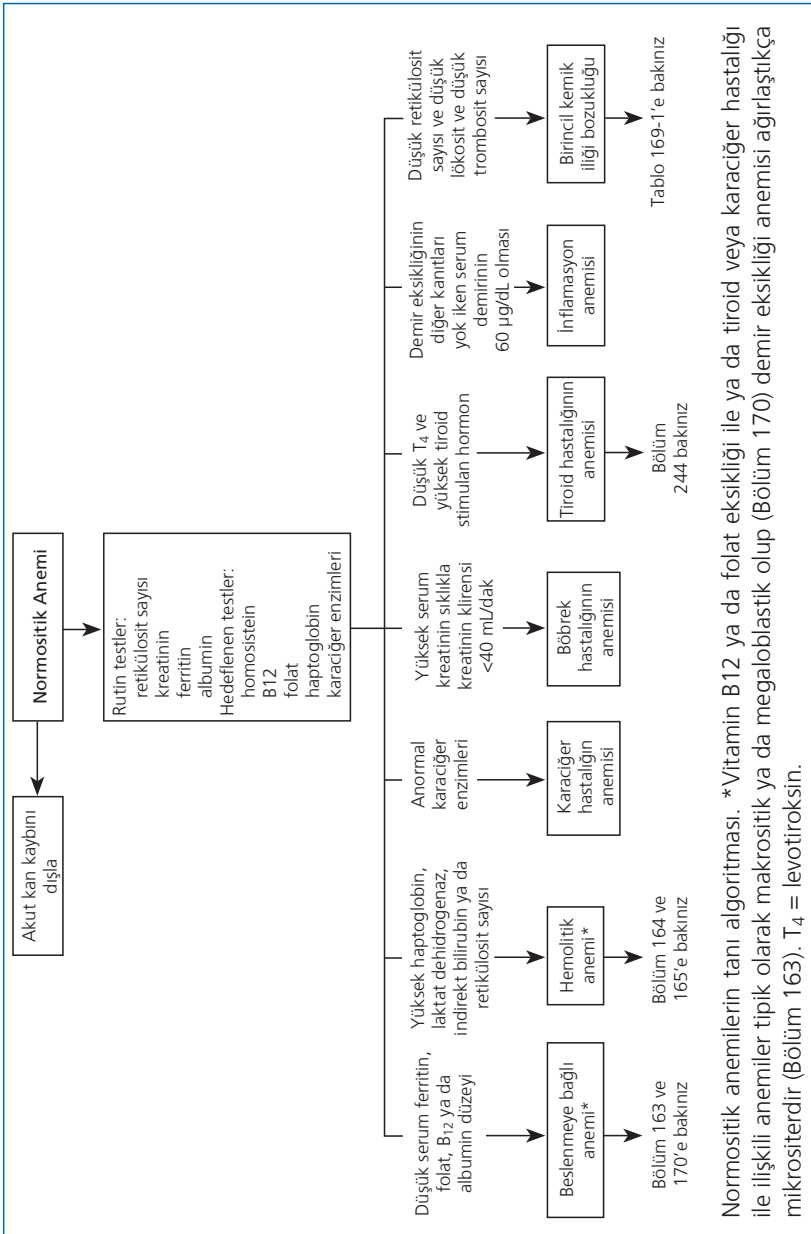 Akut kan kaybını
dışla
Normositik Anemi
Rutin testler:
retikülosit sayısı
kreatinin
ferritin
albumin
Hedeflenen testler:
homosistein
B12
folat
haptoglobin
karaciğer enzimleri
Düşük serum ferritin,
folat, B12 ya da
albumin düzeyi
Beslenmeye bağlı
anemi*
Bölüm 163 ve
170'e bakınız
Yüksek haptoglobin,
laktat dehidrogenaz,
indirekt bilirubin ya da
retikülosit sayısı
Hemolitik
anemi*
Bölüm 164 ve
165'e bakınız
Anormal
karaciğer
enzimleri
Karaciğer
hastalığın
anemisi
Yüksek serum
kreatinin sıklıkla
kreatinin klirensi
<40 mL/dak
Böbrek
hastalığının
anemisi
Düşük T4 ve
yüksek tiroid
stimulan hormon
Tiroid hastalığının
anemisi
Bölüm
244 bakınız
Demir eksikliğinin
diğer kanıtları
yok iken serum
demirinin
60 µg/dL olması
İnflamasyon
anemisi
Düşük retikülosit
sayısı ve düşük
lökosit ve düşük
trombosit sayısı
Birincil kemik
iliği bozukluğu
Tablo 169-1'e bakınız
Normositik anemilerin tanı algoritması. *Vitamin B12 ya da folat eksikliği ile ya da tiroid veya karaciğer hastalığı
ile ilişkili anemiler tipik olarak makrositik ya da megaloblastik olup (Bölüm 170) demir eksikliği anemisi ağırlaştıkça
mikrositerdir (Bölüm 163). T4 = levotiroksin.